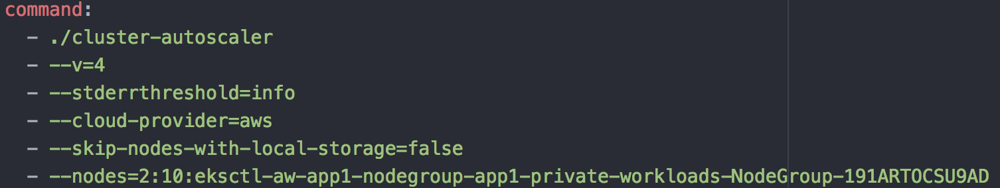 command:
- ./cluster-autoscaler
- --v=4
- --stderrthreshold=info
- --cloud-provider=aws
- --skip-nodes-with-local-storage=false
- --nodes=2:10:eksctl-aw-app1-nodegroup-app1-private-workloads-NodeGroup-191ARTOCSU9AD